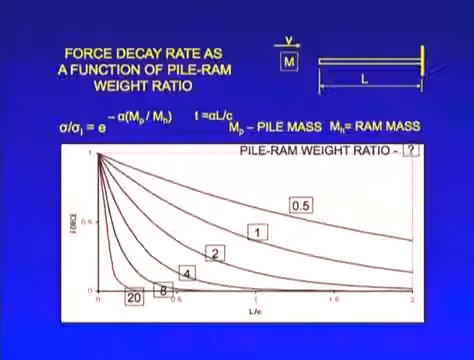 FORCE DECAY RATE AS
A FUNCTION OF PILE-RAM
WEIGHT RATIO
V
M
L
σ/σi = e – α(Mp / Mh) t =αL/c
Mp – PILE MASS Mh= RAM MASS
PILE-RAM WEIGHT RATIO - ?
1
0.5
FORCE
0
0.5
1
2
4
8
20
0 0.5 1 1.5 2
L/c